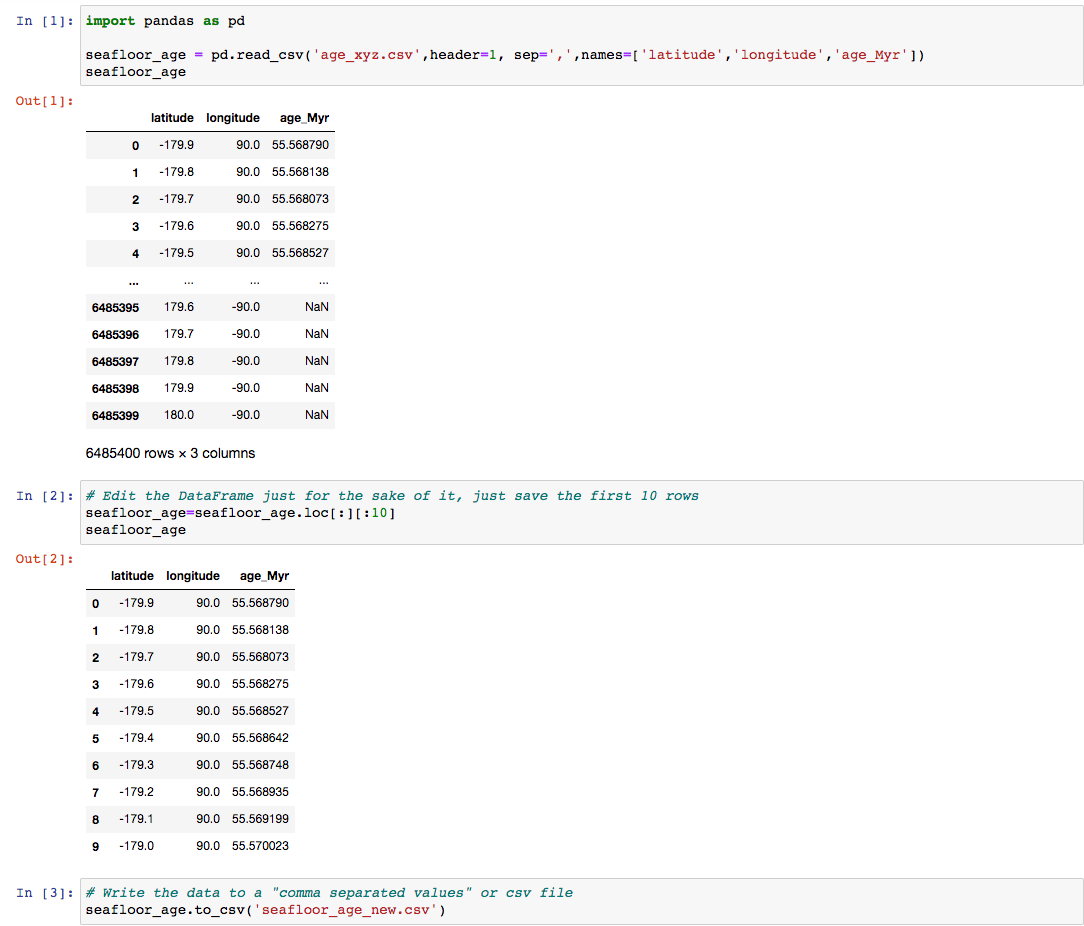 In [1]: import pandas as pd
seafloor_age = pd.read_csv('age_xyz.csv',header=1, sep=',',names=['latitude','longitude','age_Myr'])
seafloor_age
Out[1]:
latitude longitude age_Myr
0 -179.9 90.0 55.568790
1 -179.8 90.0 55.568138
2 -179.7 90.0 55.568073
3 -179.6 90.0 55.568275
4 -179.5 90.0 55.568527
... ... ... ...
6485395 179.6 -90.0 NaN
6485396 179.7 -90.0 NaN
6485397 179.8 -90.0 NaN
6485398 179.9 -90.0 NaN
6485399 180.0 -90.0 NaN
6485400 rows × 3 columns
In [2]: # Edit the DataFrame just for the sake of it, just save the first 10 rows
seafloor_age=seafloor_age.loc[:][:10]
seafloor_age
Out[2]:
latitude longitude age_Myr
0 -179.9 90.0 55.568790
1 -179.8 90.0 55.568138
2 -179.7 90.0 55.568073
3 -179.6 90.0 55.568275
4 -179.5 90.0 55.568527
5 -179.4 90.0 55.568642
6 -179.3 90.0 55.568748
7 -179.2 90.0 55.568935
8 -179.1 90.0 55.569199
9 -179.0 90.0 55.570023
In [3]: # Write the data to a "comma separated values" or csv file
seafloor_age.to_csv('seafloor_age_new.csv')